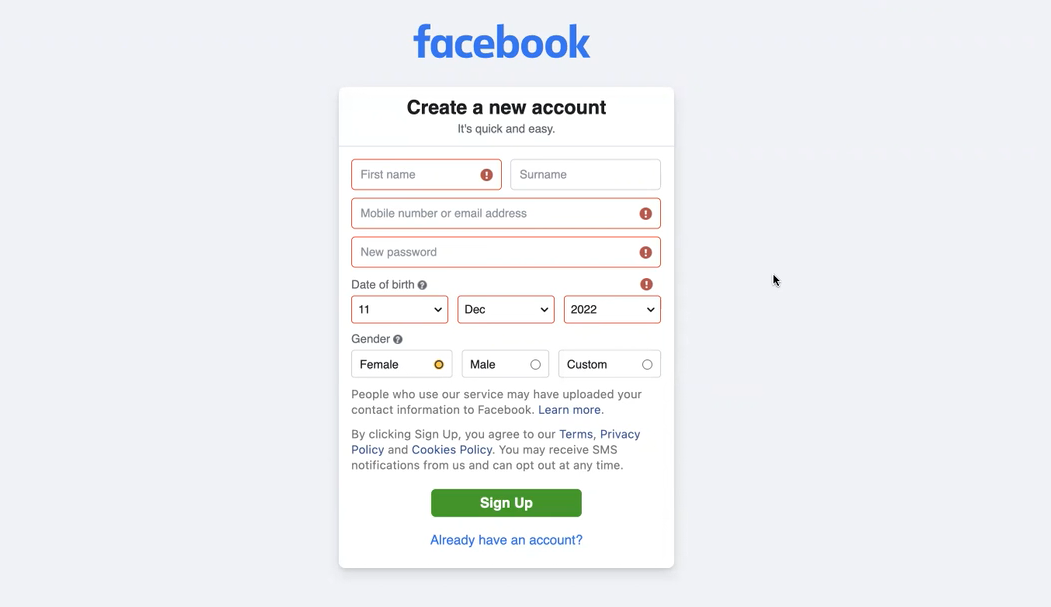 facebook
Create a new account
It's quick and easy.
First name Surname
Mobile number or email address
New password
Date of birth
11 Dec 2022
Gender
Female Male Custom
People who use our service may have uploaded your
contact information to Facebook. Learn more.
By clicking Sign Up, you agree to our Terms, Privacy
Policy and Cookies Policy. You may receive SMS
notifications from us and can opt out at any time.
Sign Up
Already have an account?